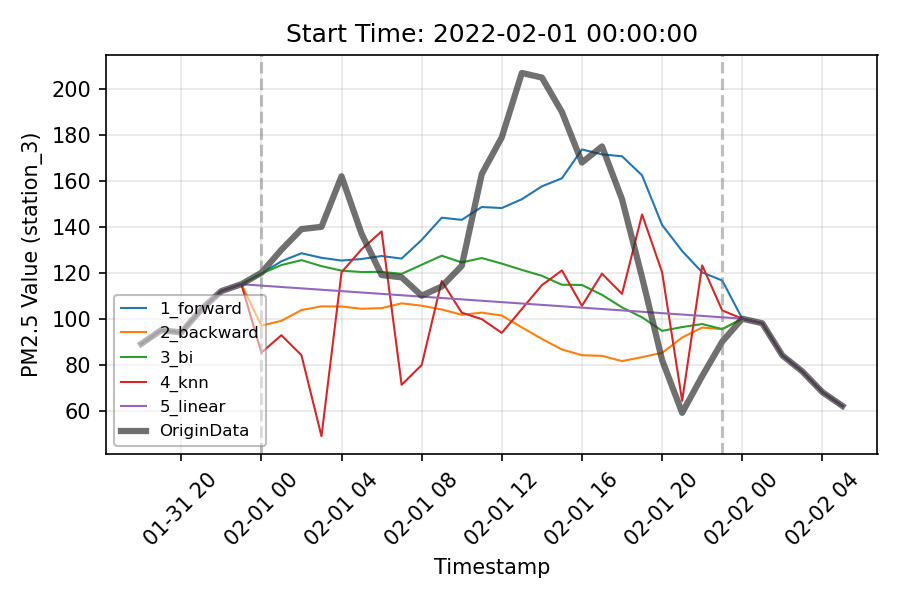 Start Time: 2022-02-01 00:00:00
PM2.5 Value (station_3)
200
180
160
140
120
100
80
60
1_forward
2_backward
3_bi
4_knn
5_linear
OriginData
01-31 20
02-01 00
02-01 04
02-01 08
02-01 12
02-01 16
02-01 20
02-02 00
02-02 04
Timestamp